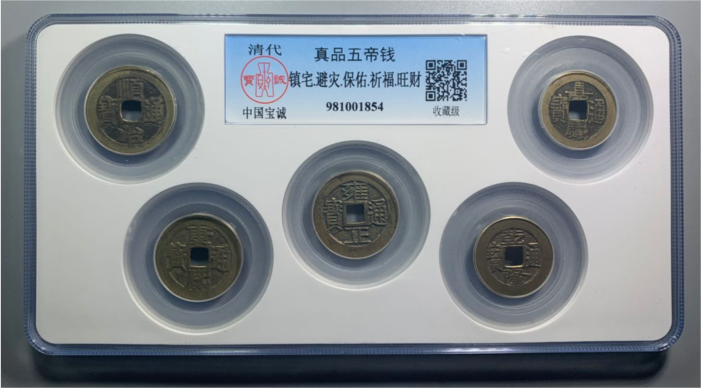 清代
真品五帝钱
寶 誠
镇宅.避灾.保佑.祈福.旺财
中国宝诚
981001854
收藏级
順治通寶
嘉慶通寶
雍正通寶
康熙通寶
乾隆通寶